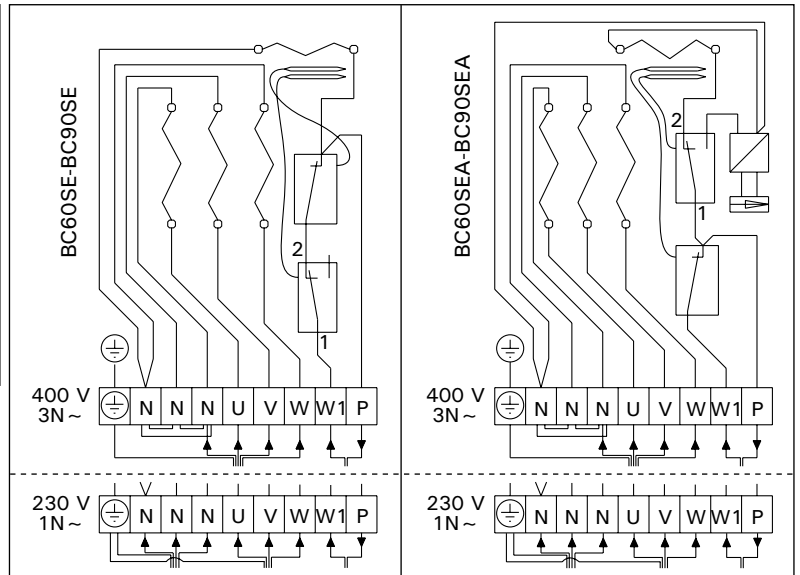 BC60SE-BC90SE
2
1
400 V
3N~
N N N U V W W1 P
230 V
1N~
N N N U V W W1 P
BC60SEA-BC90SEA
2
1
400 V
3N~
N N N U V W W1 P
230 V
1N~
N N N U V W W1 P